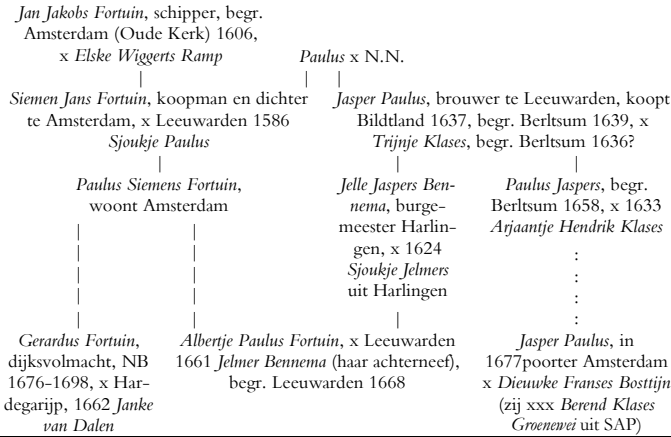 Jan Jakobs Fortuin, schipper, begr.
Amsterdam (Oude Kerk) 1606,
x Elske Wiggerts Ramp
Paulus x N.N.
Siemen Jans Fortuin, koopman en dichter
te Amsterdam, x Leeuwarden 1586
Sjoukje Paulus
Jasper Paulus, brouwer te Leeuwarden, koopt
Bildtland 1637, begr. Berltsum 1639, x
Trijnje Klases, begr. Berltsum 1636?
Paulus Siemens Fortuin,
woont Amsterdam
Jelle Jaspers Ben-
nema, burge-
meester Harlin-
gen, x 1624
Sjoukje Jelmers
uit Harlingen
Paulus Jaspers, begr.
Berltsum 1658, x 1633
Arjaantje Hendrik Klases
Gerardus Fortuin,
dijksvolmacht, NB
1676-1698, x Har-
degarijp, 1662 Janke
van Dalen
Albertje Paulus Fortuin, x Leeuwarden
1661 Jelmer Bennema (haar achterneef),
begr. Leeuwarden 1668
Jasper Paulus, in
1677poorter Amsterdam
x Dieuwke Franses Bosttijn
(zij xxx Berend Klases
Groenewei uit SAP)